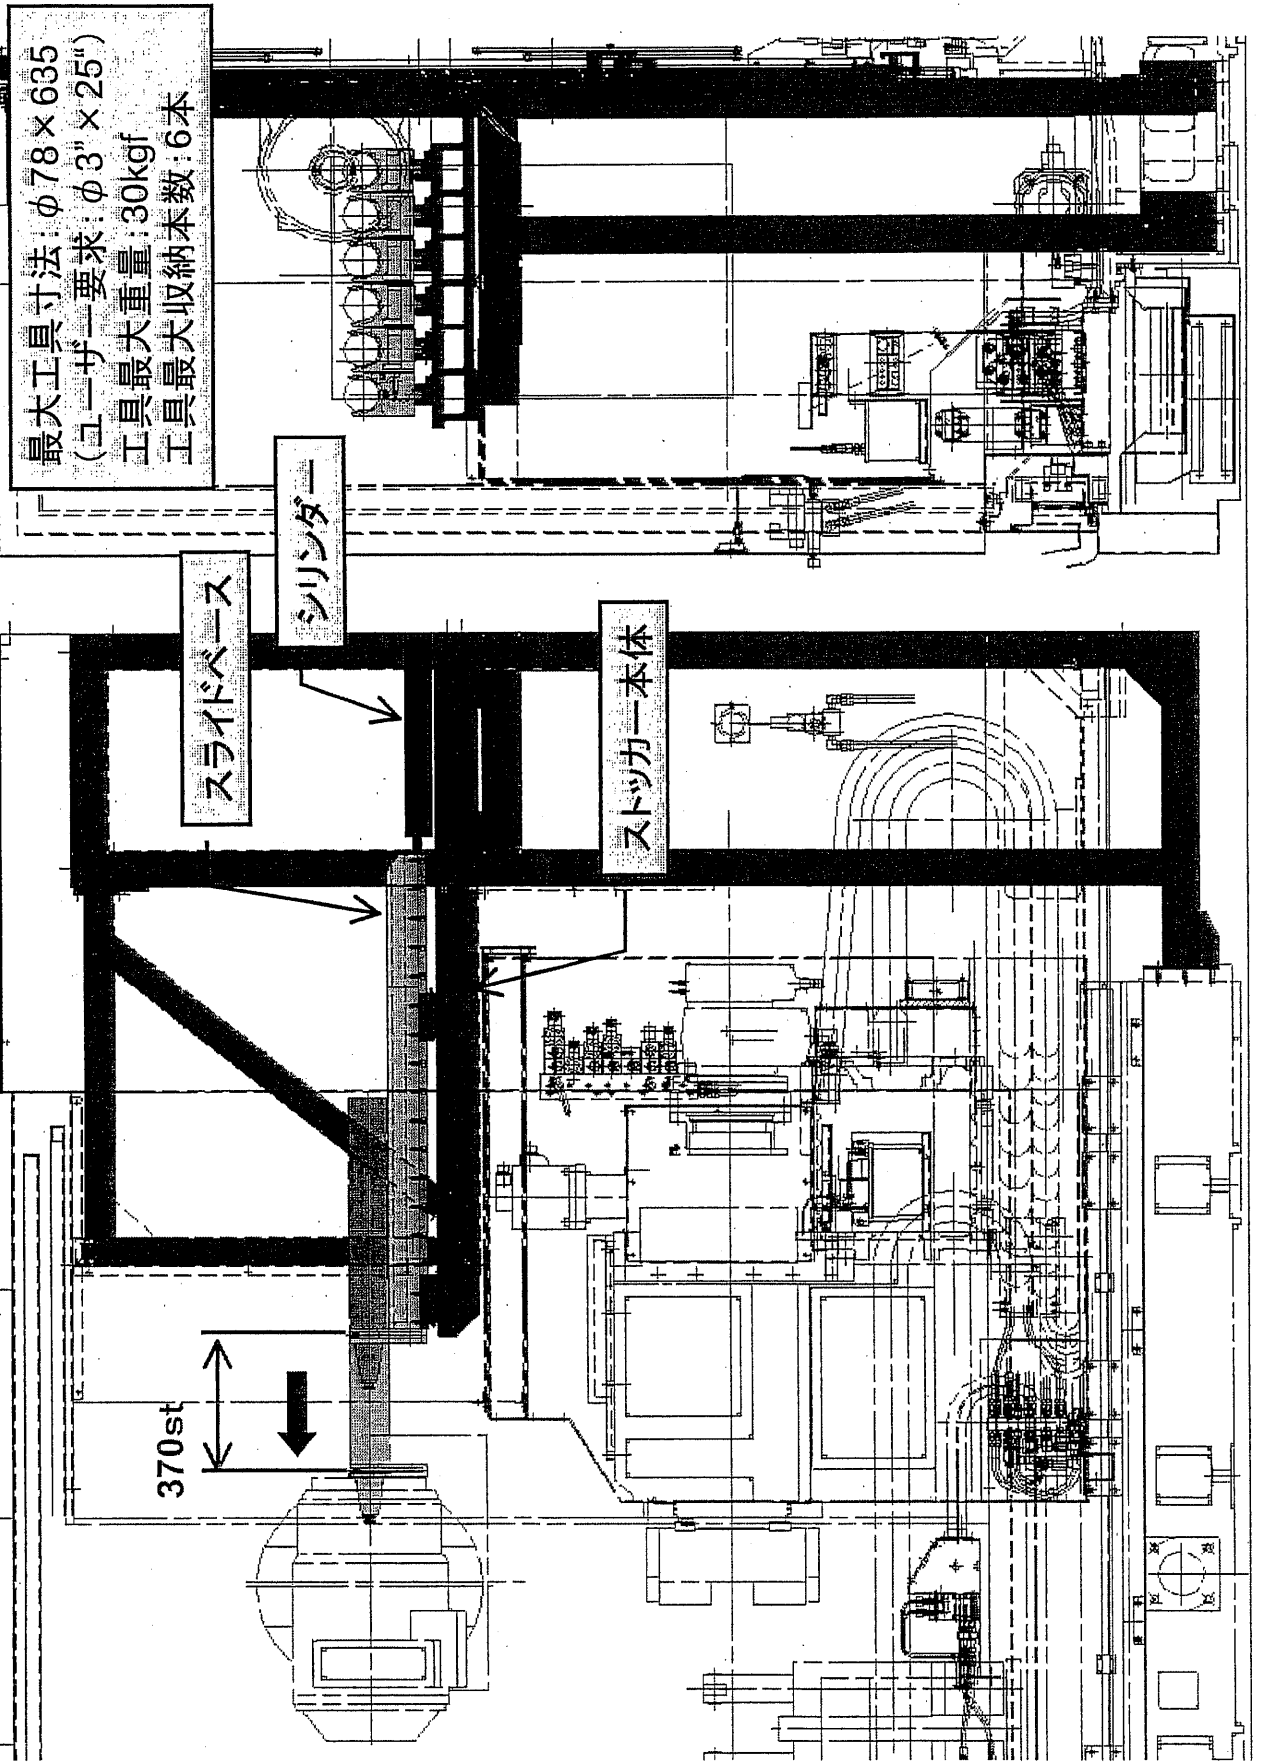 最大工具寸法:φ78×635
(ユーザー要求:φ3”×25“)
工具最大重量:30kgf
工具最大収納本数:6本
シリンダー
スライドベース
ストッカー本体
370st